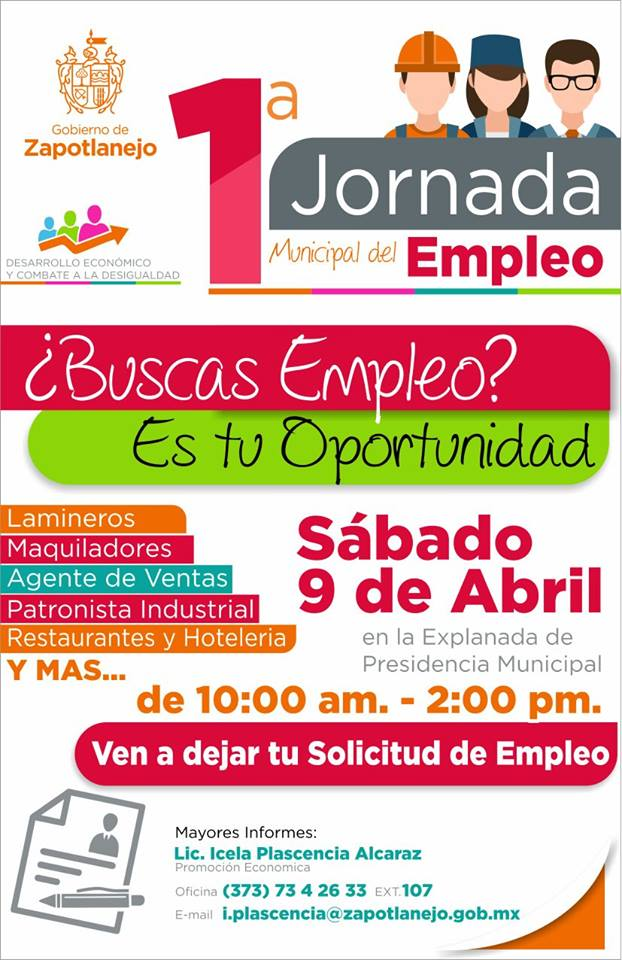 Gobierno de
Zapotlanejo
DESARROLLO ECONÓMICO
Y COMBATE A LA DESIGUALDAD
1a
Jornada
Municipal del Empleo
¿Buscas Empleo?
Es tu Oportunidad
Lamineros
Maquiladores
Agente de Ventas
Patronista Industrial
Restaurantes y Hoteleria
Y MAS...
Sábado
9 de Abril
en la Explanada de
Presidencia Municipal
de 10:00 am. - 2:00 pm.
Ven a dejar tu Solicitud de Empleo
Mayores Informes:
Lic. Icela Plascencia Alcaraz
Promoción Economica
Oficina (373) 73 4 26 33 EXT.107
E-mail i.plascencia@zapotlanejo.gob.mx